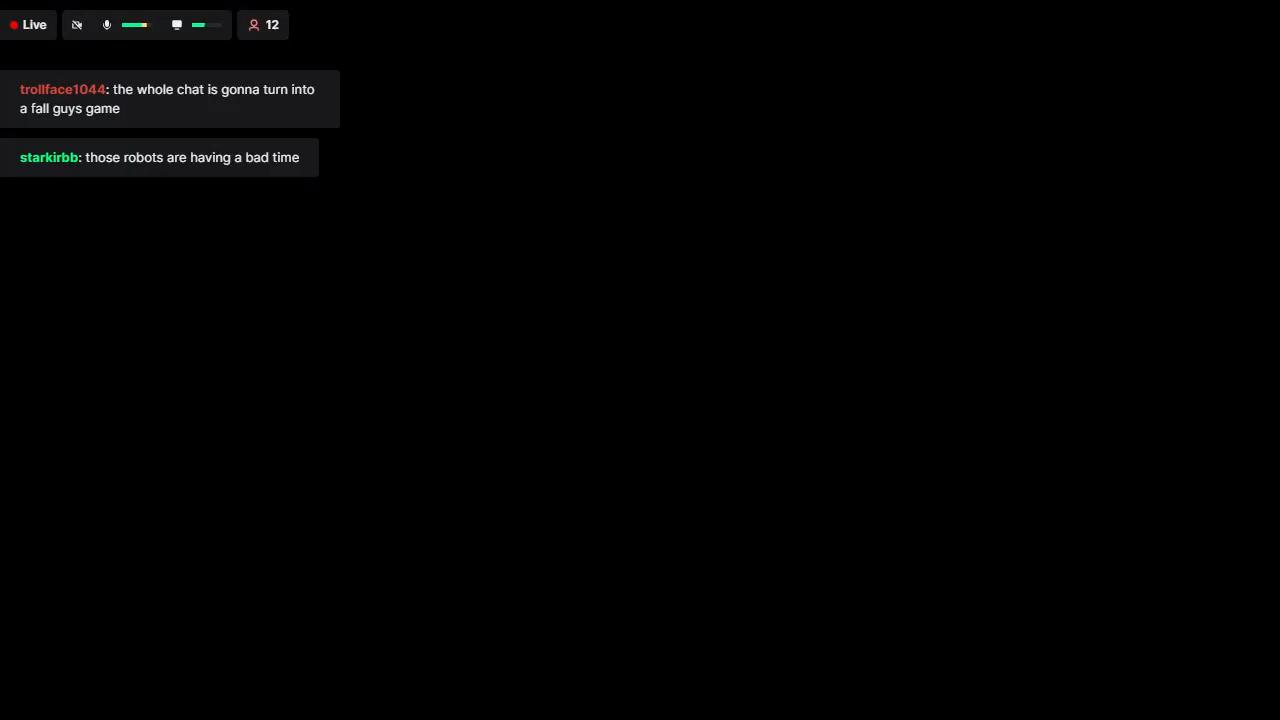 Live
12
trollface1044: the whole chat is gonna turn into
a fall guys game
starkirbb: those robots are having a bad time